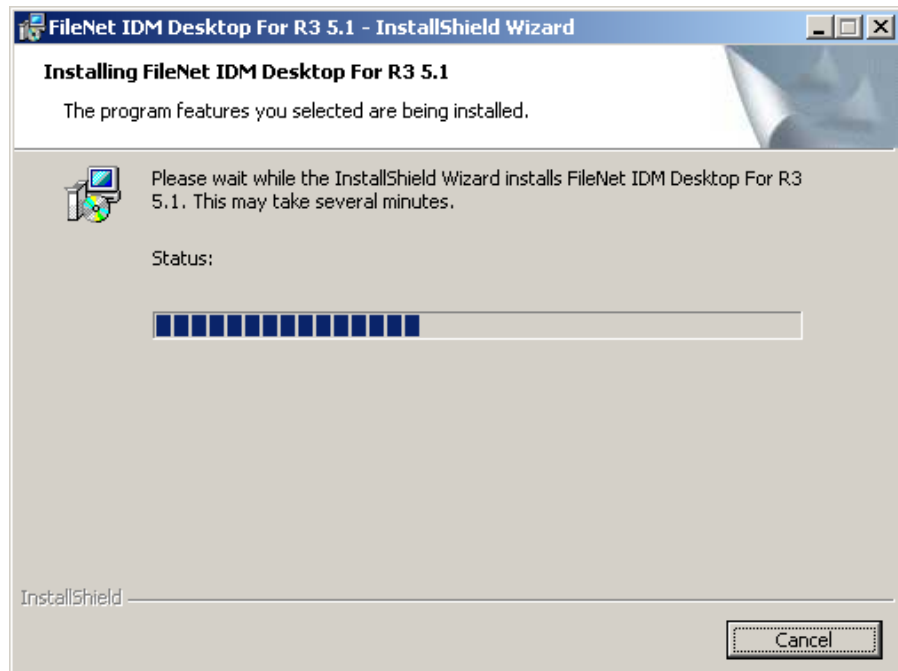 FileNet IDM Desktop For R3 5.1 - InstallShield Wizard
Installing FileNet IDM Desktop For R3 5.1
The program features you selected are being installed.
Please wait while the InstallShield Wizard installs FileNet IDM Desktop For R3
5.1. This may take several minutes.
Status:
InstallShield
Cancel